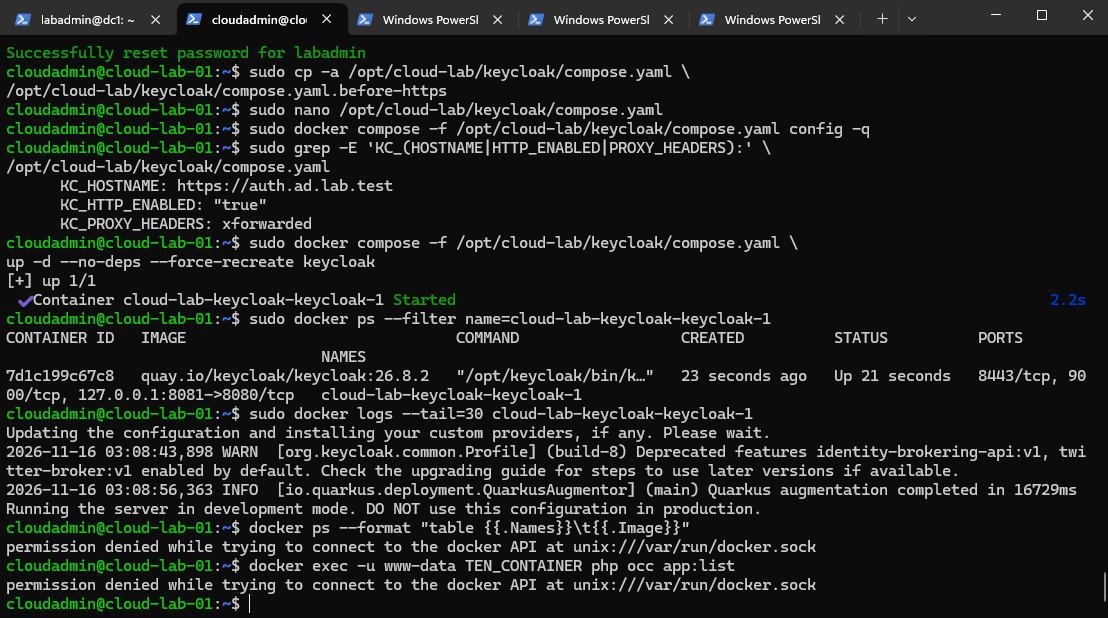 labadmin@dc1: ~
cloudadmin@clo
Windows PowerSl
Windows PowerSl
Windows PowerSl
Successfully reset password for labadmin
cloudadmin@cloud-lab-01:~$ sudo cp -a /opt/cloud-lab/keycloak/compose.yaml \
/opt/cloud-lab/keycloak/compose.yaml.before-https
cloudadmin@cloud-lab-01:~$ sudo nano /opt/cloud-lab/keycloak/compose.yaml
cloudadmin@cloud-lab-01:~$ sudo docker compose -f /opt/cloud-lab/keycloak/compose.yaml config -q
cloudadmin@cloud-lab-01:~$ sudo grep -E 'KC_(HOSTNAME|HTTP_ENABLED|PROXY_HEADERS):' \
/opt/cloud-lab/keycloak/compose.yaml
      KC_HOSTNAME: https://auth.ad.lab.test
      KC_HTTP_ENABLED: "true"
      KC_PROXY_HEADERS: xforwarded
cloudadmin@cloud-lab-01:~$ sudo docker compose -f /opt/cloud-lab/keycloak/compose.yaml \
up -d --no-deps --force-recreate keycloak
[+] up 1/1
 ✔Container cloud-lab-keycloak-keycloak-1 Started 2.2s
cloudadmin@cloud-lab-01:~$ sudo docker ps --filter name=cloud-lab-keycloak-keycloak-1
CONTAINER ID   IMAGE                              COMMAND                  CREATED          STATUS          PORTS
                                  NAMES
7d1c199c67c8   quay.io/keycloak/keycloak:26.8.2   "/opt/keycloak/bin/k…"   23 seconds ago   Up 21 seconds   8443/tcp, 90
00/tcp, 127.0.0.1:8081->8080/tcp   cloud-lab-keycloak-keycloak-1
cloudadmin@cloud-lab-01:~$ sudo docker logs --tail=30 cloud-lab-keycloak-keycloak-1
Updating the configuration and installing your custom providers, if any. Please wait.
2026-11-16 03:08:43,898 WARN  [org.keycloak.common.Profile] (build-8) Deprecated features identity-brokering-api:v1, twi
tter-broker:v1 enabled by default. Check the upgrading guide for steps to use later versions if available.
2026-11-16 03:08:56,363 INFO  [io.quarkus.deployment.QuarkusAugmentor] (main) Quarkus augmentation completed in 16729ms
Running the server in development mode. DO NOT use this configuration in production.
cloudadmin@cloud-lab-01:~$ docker ps --format "table {{.Names}}\t{{.Image}}"
permission denied while trying to connect to the docker API at unix:///var/run/docker.sock
cloudadmin@cloud-lab-01:~$ docker exec -u www-data TEN_CONTAINER php occ app:list
permission denied while trying to connect to the docker API at unix:///var/run/docker.sock
cloudadmin@cloud-lab-01:~$